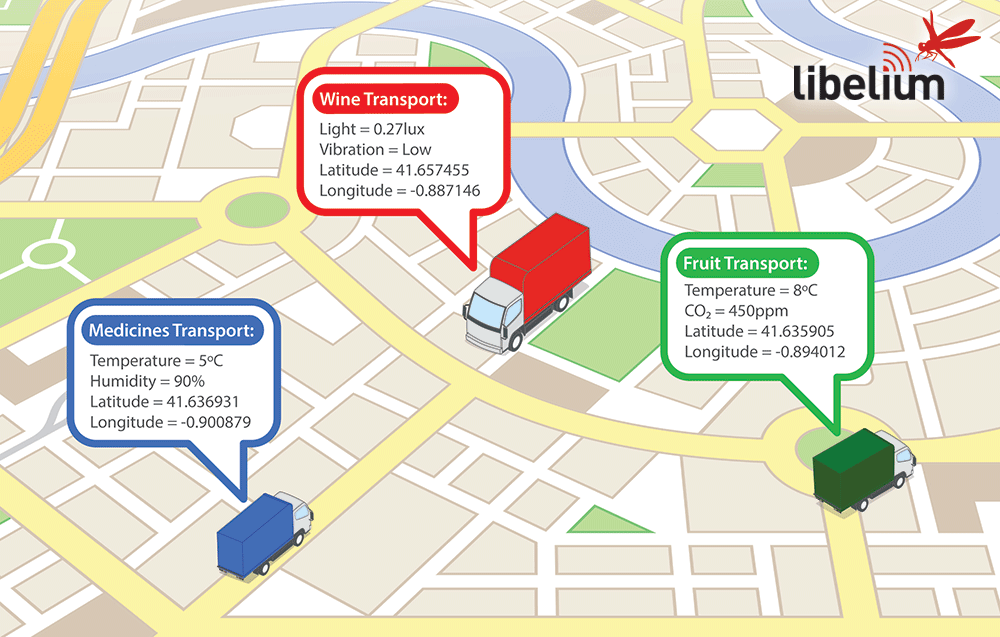 libelium
Wine Transport:
Light = 0.27lux
Vibration = Low
Latitude = 41.657455
Longitude = -0.887146
Fruit Transport:
Temperature = 8ºC
CO₂ = 450ppm
Latitude = 41.635905
Longitude = -0.894012
Medicines Transport:
Temperature = 5ºC
Humidity = 90%
Latitude = 41.636931
Longitude = -0.900879